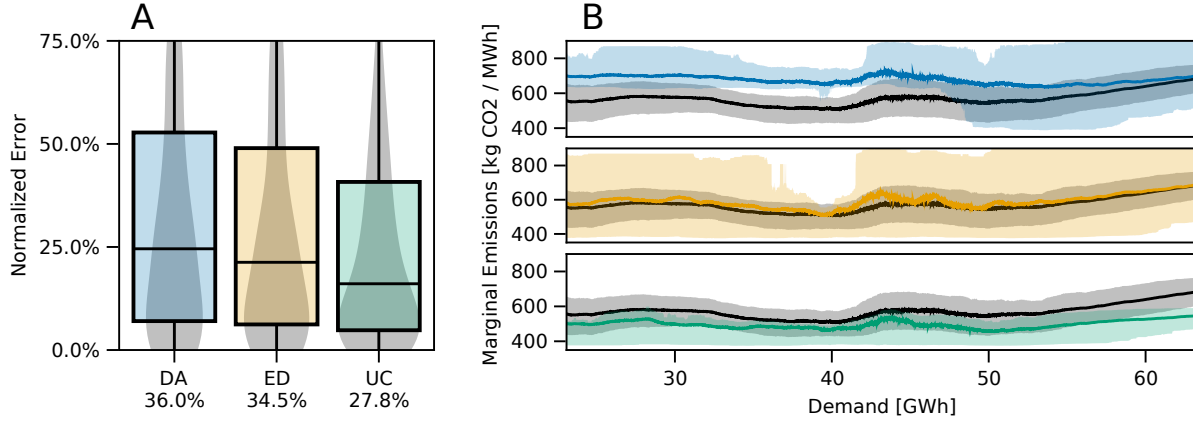 A
Normalized Error
75.0%
50.0%
25.0%
0.0%
DA
36.0%
ED
34.5%
UC
27.8%
B
Marginal Emissions [kg CO2 / MWh]
800
600
400
800
600
400
800
600
400
30
40
50
60
Demand [GWh]